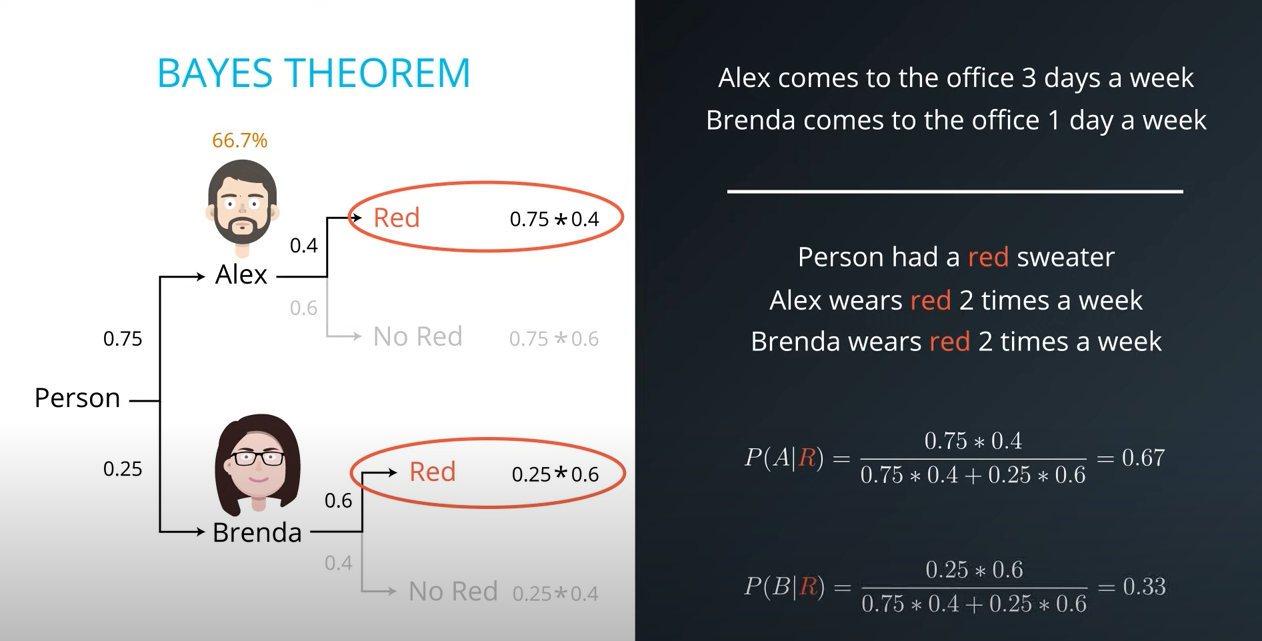 BAYES THEOREM
66.7%
Red 0.75 * 0.4
0.4
Alex
0.6
No Red 0.75 * 0.6
0.75
Person
0.25
Red 0.25 * 0.6
0.6
Brenda
0.4
No Red 0.25 * 0.4
Alex comes to the office 3 days a week
Brenda comes to the office 1 day a week
Person had a red sweater
Alex wears red 2 times a week
Brenda wears red 2 times a week
P(A|R) = 0.75 * 0.4 / 0.75 * 0.4 + 0.25 * 0.6 = 0.67
P(B|R) = 0.25 * 0.6 / 0.75 * 0.4 + 0.25 * 0.6 = 0.33